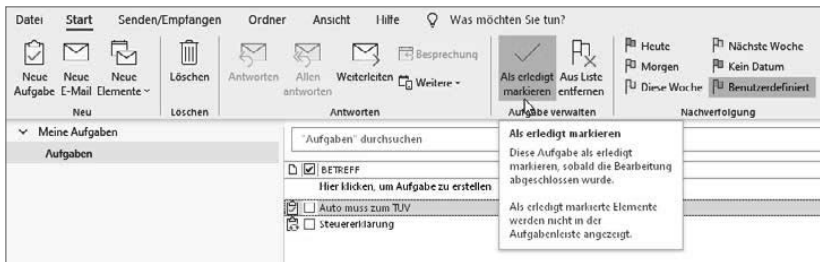 Datei Start Senden/Empfangen Ordner Ansicht Hilfe Was möchten Sie tun?
Neue Aufgabe
Neue E-Mail
Neue Elemente
Neu
Löschen
Löschen
Antworten
Allen antworten
Weiterleiten
Besprechung
Weitere
Antworten
Als erledigt markieren
Aus Liste entfernen
Aufgabe verwalten
Heute
Morgen
Diese Woche
Nächste Woche
Kein Datum
Benutzerdefiniert
Nachverfolgung
Meine Aufgaben
Aufgaben
"Aufgaben" durchsuchen
BETREFF
Hier klicken, um Aufgabe zu erstellen
Auto muss zum TÜV
Steuererklärung
Als erledigt markieren
Diese Aufgabe als erledigt
markieren, sobald die Bearbeitung
abgeschlossen wurde.
Als erledigt markierte Elemente
werden nicht in der
Aufgabenleiste angezeigt.